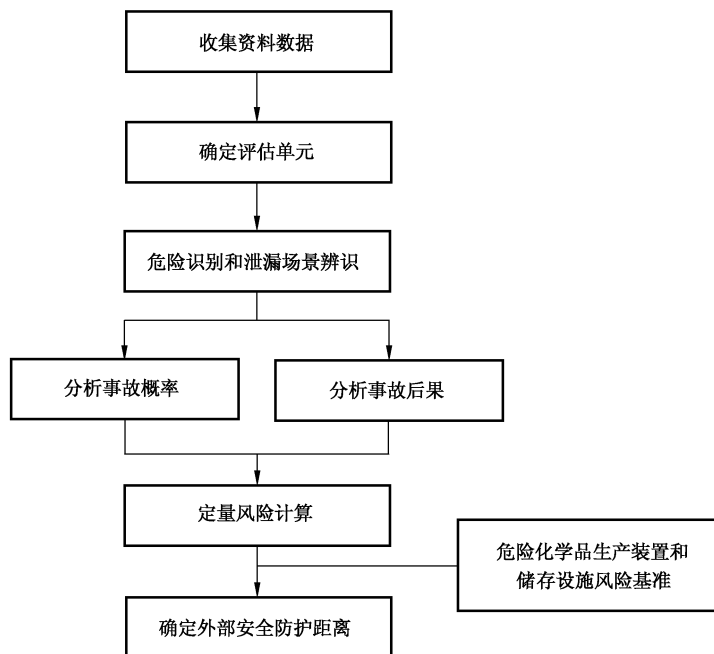 收集资料数据
确定评估单元
危险识别和泄漏场景辨识
分析事故概率
分析事故后果
定量风险计算
危险化学品生产装置和
储存设施风险基准
确定外部安全防护距离